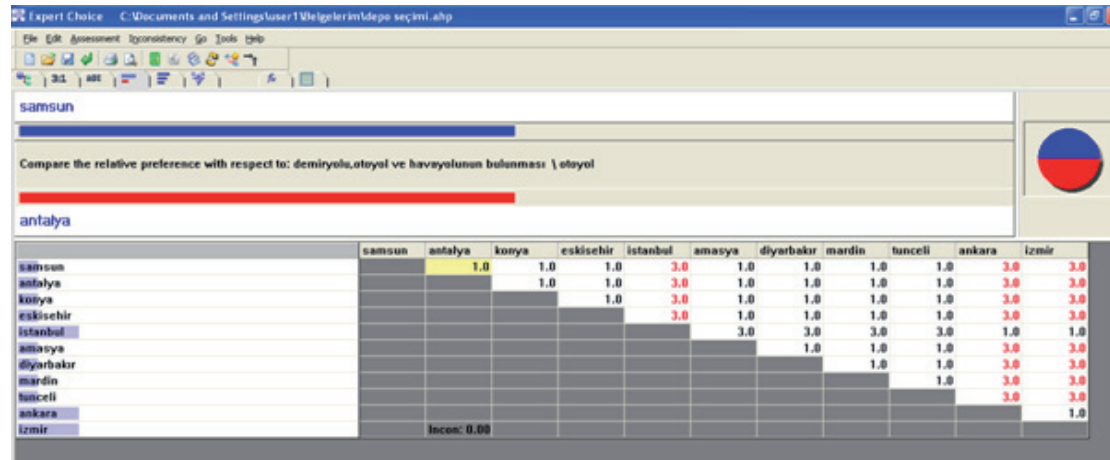 Expert Choice C:\Documents and Settings\user1\Belgelerim\depo seçimi.ahp
File Edit Assessment Inconsistency Go Tools Help
3:1 ABC
samsun
Compare the relative preference with respect to: demiryolu,otoyol ve havayolunun bulunması \ otoyol
antalya
samsun antalya konya eskisehir istanbul amasya diyarbakır mardin tunceli ankara izmir
samsun 1.0 1.0 1.0 3.0 1.0 1.0 1.0 1.0 3.0 3.0
antalya 1.0 1.0 3.0 1.0 1.0 1.0 1.0 3.0 3.0
konya 1.0 3.0 1.0 1.0 1.0 1.0 3.0 3.0
eskisehir 3.0 1.0 1.0 1.0 1.0 3.0 3.0
istanbul 3.0 3.0 3.0 3.0 1.0 1.0
amasya 1.0 1.0 1.0 3.0 3.0
diyarbakır 1.0 1.0 3.0 3.0
mardin 1.0 3.0 3.0
tunceli 3.0 3.0
ankara 1.0
izmir Incon: 0.00